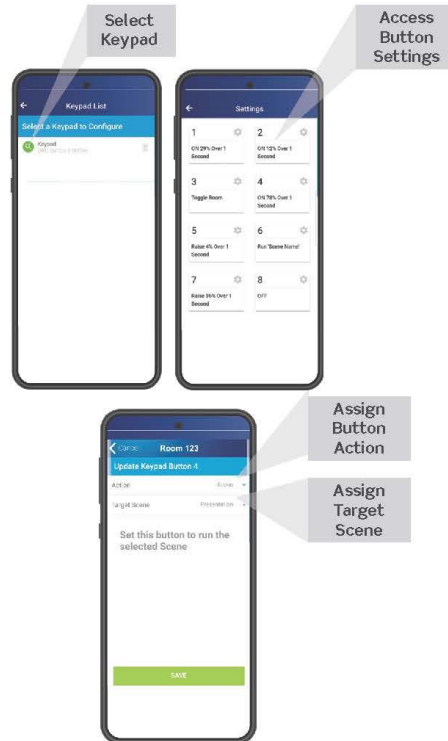 Select
Keypad
Access
Button
Settings
Keypad List
Select a Keypad to Configure
Keypad
Settings
1
2
ON 29% Over 1
Second
ON 12% Over 1
Second
3
4
Toggle Room
ON 78% Over 1
Second
5
6
Raise 4% Over 1
Second
Run 'Scene Name'
7
8
Raise 86% Over 1
Second
OFF
Assign
Button
Action
Cancel
Room 123
Update Keypad Button 4
Action
Scene
Target Scene
Presentation
Assign
Target
Scene
Set this button to run the
selected Scene
SAVE